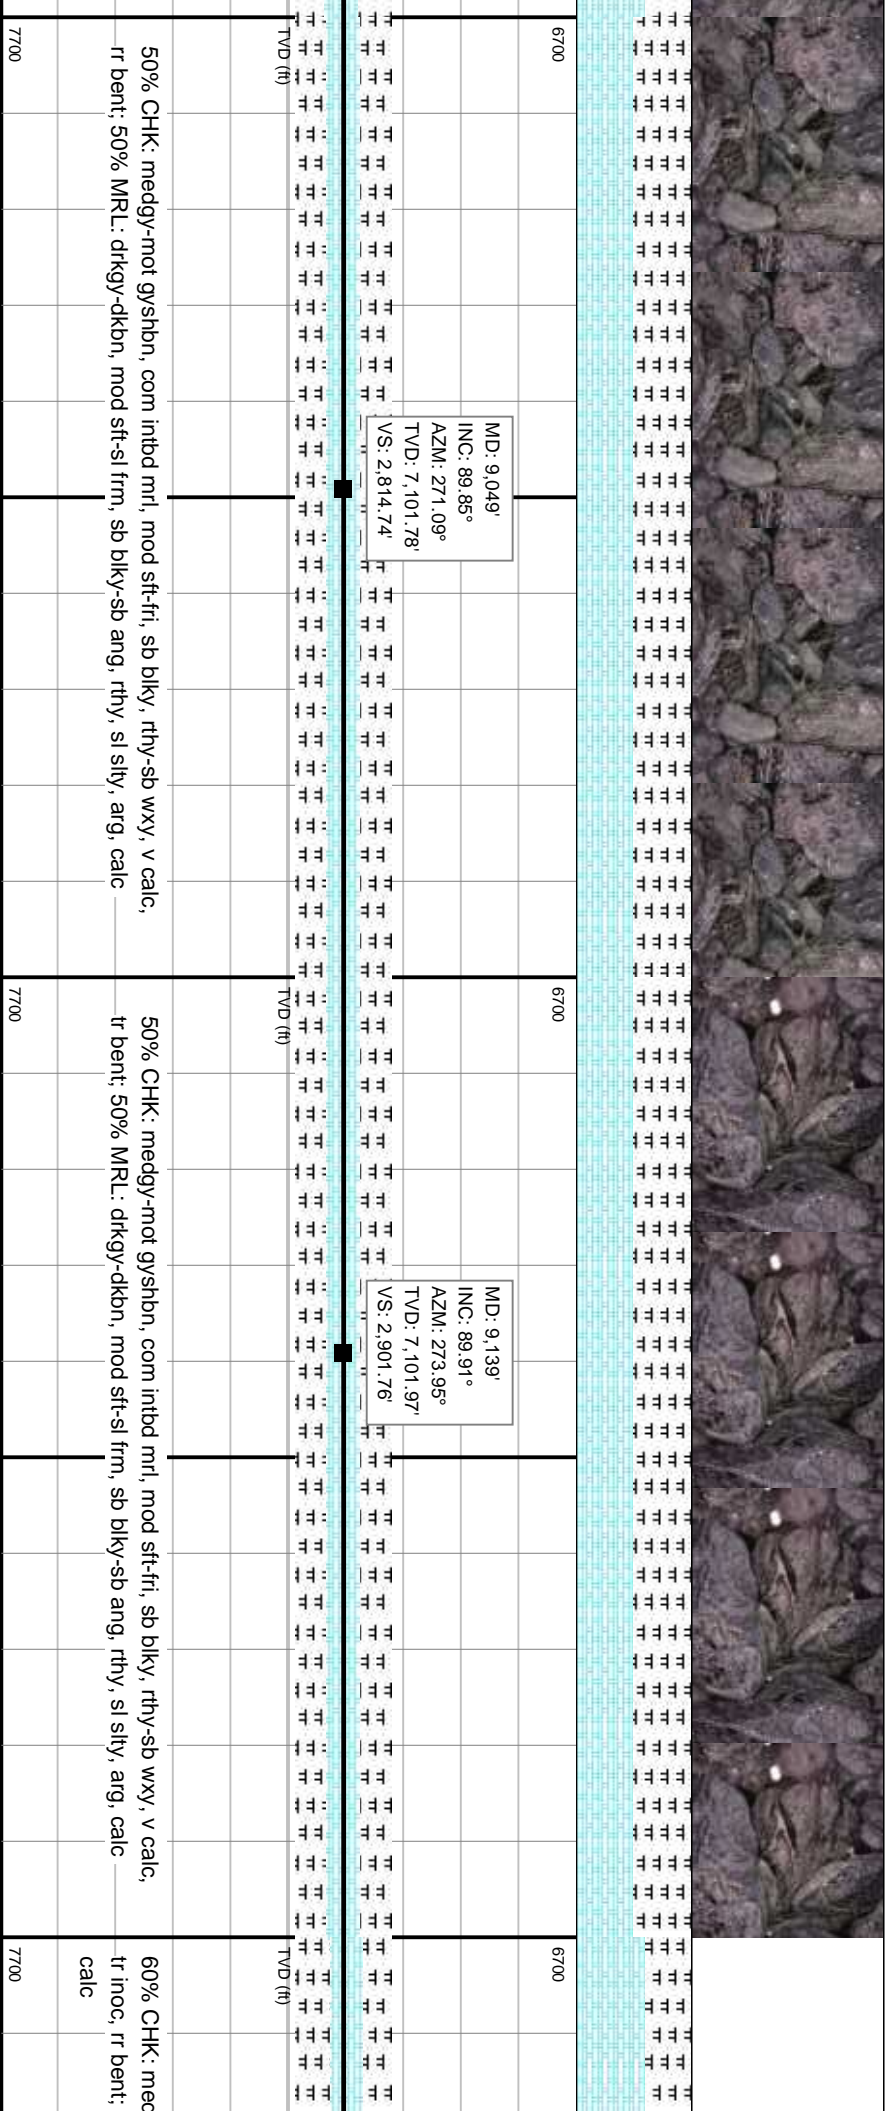 6700
TVD (ft)
7700
MD: 9,049'
INC: 89.85°
AZM: 271.09°
TVD: 7,101.78'
VS: 2,814.74'
50% CHK: medgy-mot gyshbn, com intbd mrl, mod sft-fri, sb blky, rthy-sb wxy, v calc,
rr bent; 50% MRL: drkgy-dkbn, mod sft-sl frm, sb blky-sb ang, rthy, sl slty, arg, calc
6700
TVD (ft)
7700
MD: 9,139'
INC: 89.91°
AZM: 273.95°
TVD: 7,101.97'
VS: 2,901.76'
50% CHK: medgy-mot gyshbn, com intbd mrl, mod sft-fri, sb blky, rthy-sb wxy, v calc,
tr bent; 50% MRL: drkgy-dkbn, mod sft-sl frm, sb blky-sb ang, rthy, sl slty, arg, calc
6700
TVD (ft)
7700
60% CHK: med
tr inoc, rr bent;
calc